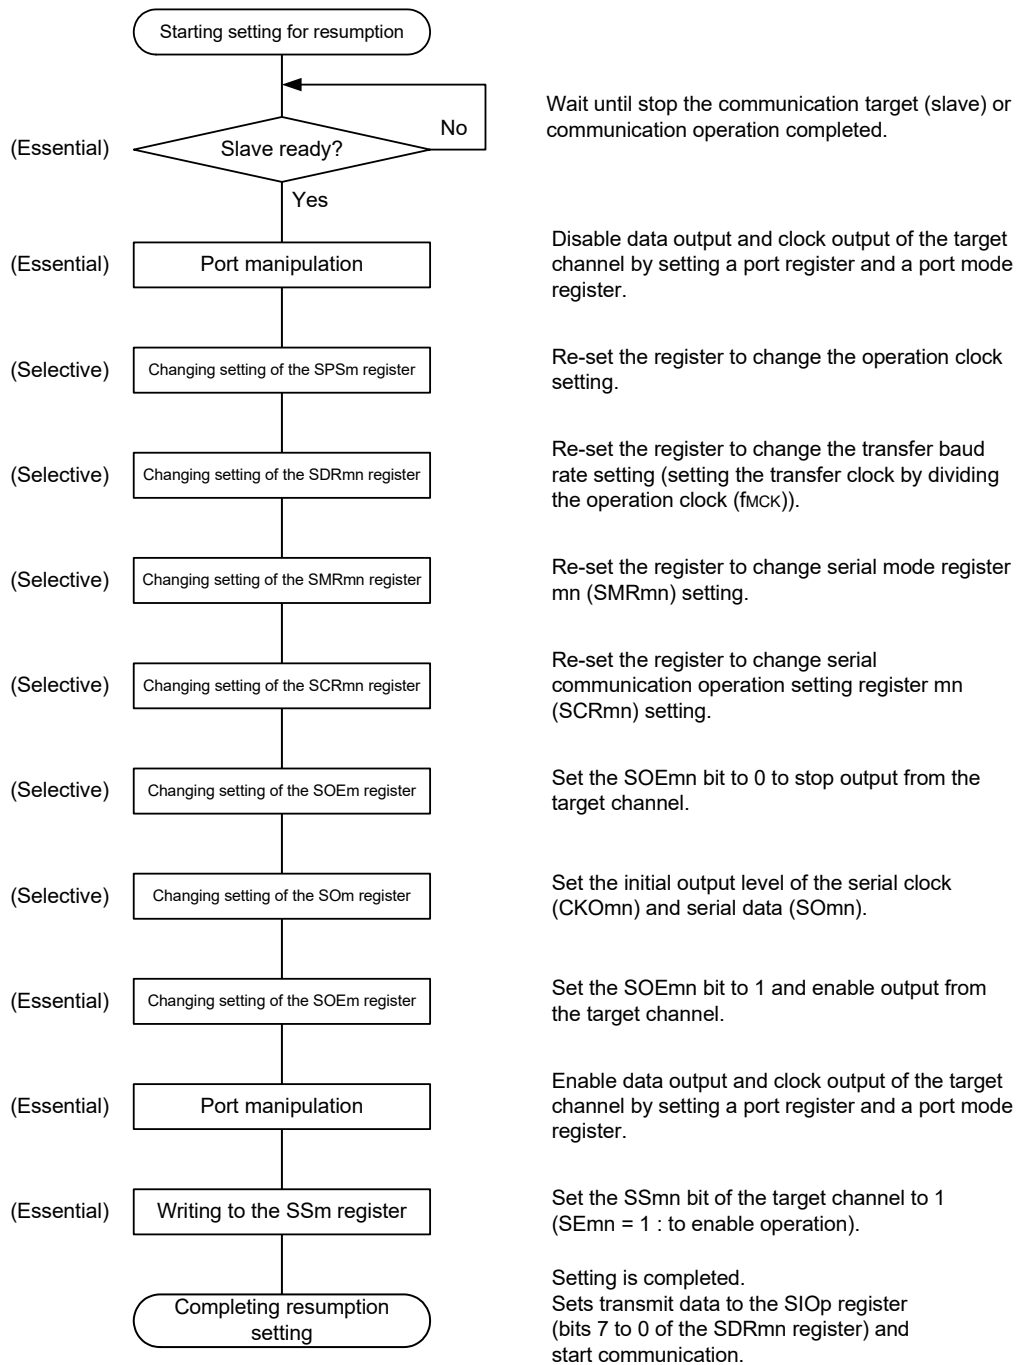 Starting setting for resumption
Wait until stop the communication target (slave) or
communication operation completed.
No
(Essential)
Slave ready?
Yes
Disable data output and clock output of the target
channel by setting a port register and a port mode
register.
(Essential)
Port manipulation
(Selective)
Changing setting of the SPSm register
Re-set the register to change the operation clock
setting.
(Selective)
Changing setting of the SDRmn register
Re-set the register to change the transfer baud
rate setting (setting the transfer clock by dividing
the operation clock (fMCK)).
(Selective)
Changing setting of the SMRmn register
Re-set the register to change serial mode register
mn (SMRmn) setting.
(Selective)
Changing setting of the SCRmn register
Re-set the register to change serial
communication operation setting register mn
(SCRmn) setting.
(Selective)
Changing setting of the SOEm register
Set the SOEmn bit to 0 to stop output from the
target channel.
(Selective)
Changing setting of the SOm register
Set the initial output level of the serial clock
(CKOmn) and serial data (SOmn).
(Essential)
Changing setting of the SOEm register
Set the SOEmn bit to 1 and enable output from
the target channel.
(Essential)
Port manipulation
Enable data output and clock output of the target
channel by setting a port register and a port mode
register.
(Essential)
Writing to the SSm register
Set the SSmn bit of the target channel to 1
(SEmn = 1 : to enable operation).
Completing resumption
setting
Setting is completed.
Sets transmit data to the SIOp register
(bits 7 to 0 of the SDRmn register) and
start communication.